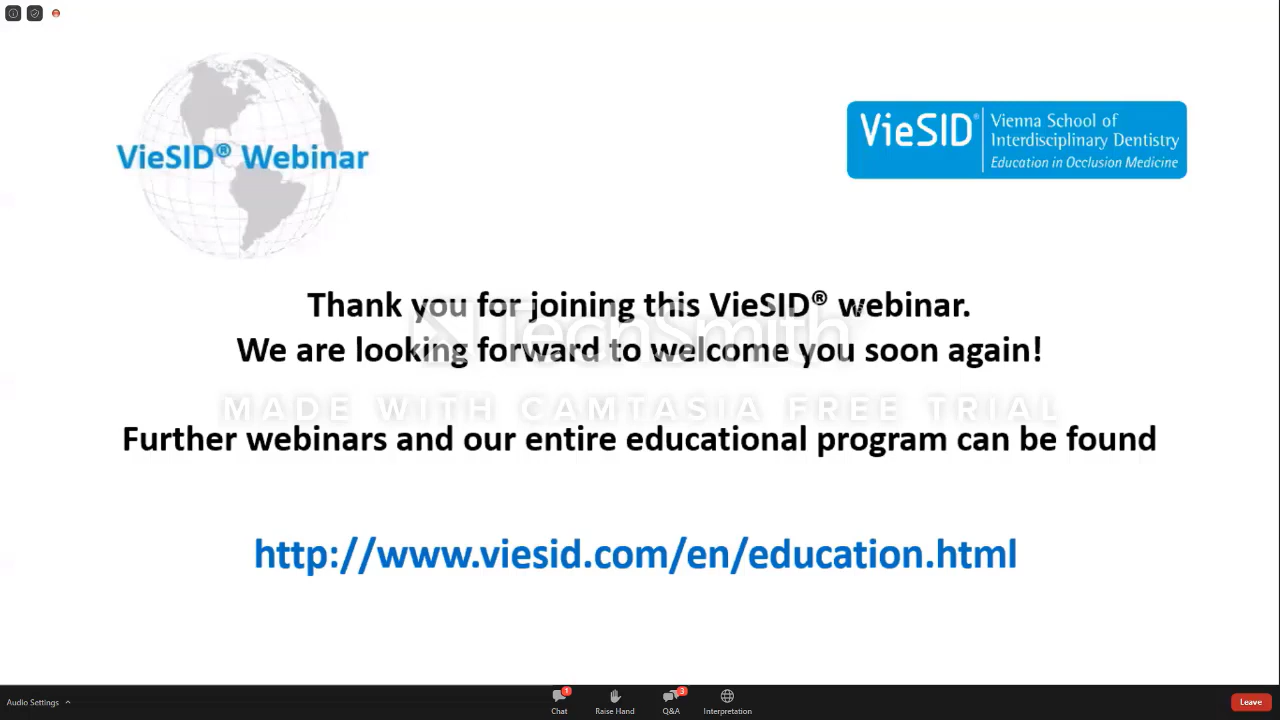 VieSID® Webinar
VieSID®
Vienna School of
Interdisciplinary Dentistry
Education in Occlusion Medicine
Thank you for joining this VieSID® webinar.
We are looking forward to welcome you soon again!
TechSmith
MADE WITH CAMTASIA FREE TRIAL
Further webinars and our entire educational program can be found
http://www.viesid.com/en/education.html
Audio Settings
1
Chat
Raise Hand
3
Q&A
Interpretation
Leave